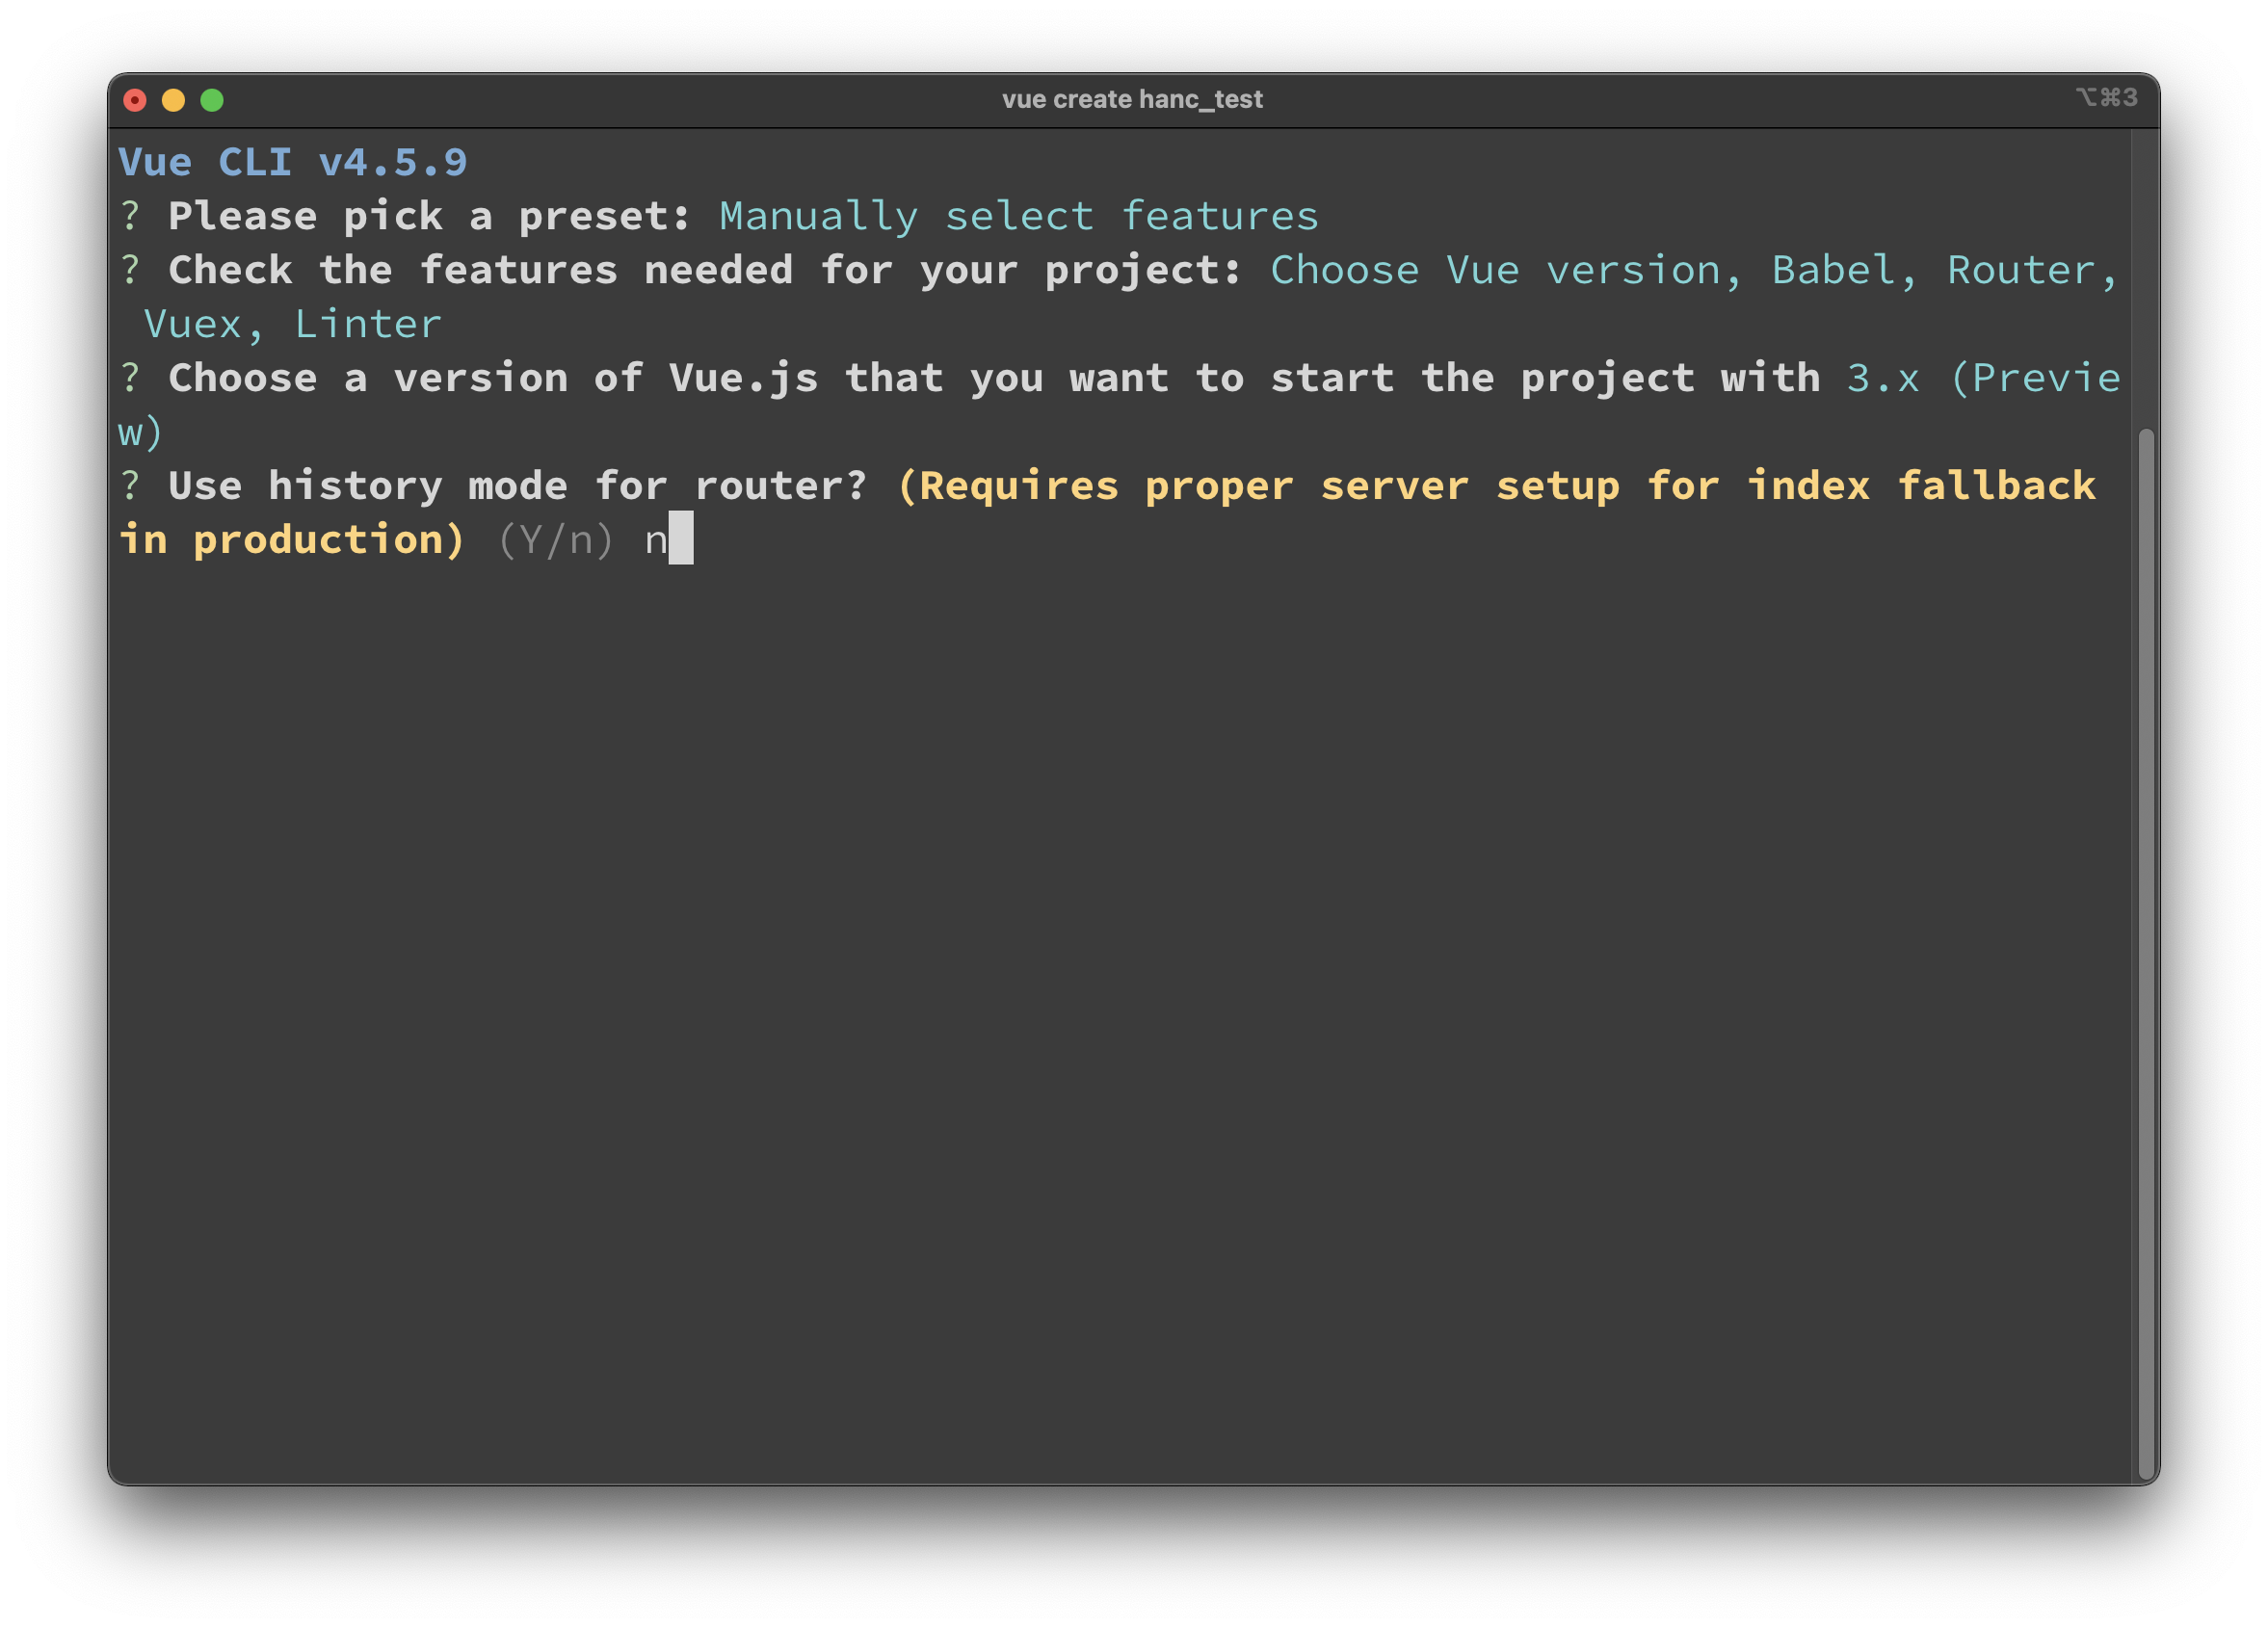 vue create hanc_test
⌥⌘3
Vue CLI v4.5.9
? Please pick a preset: Manually select features
? Check the features needed for your project: Choose Vue version, Babel, Router,
Vuex, Linter
? Choose a version of Vue.js that you want to start the project with 3.x (Previe
w)
? Use history mode for router? (Requires proper server setup for index fallback
in production) (Y/n) n